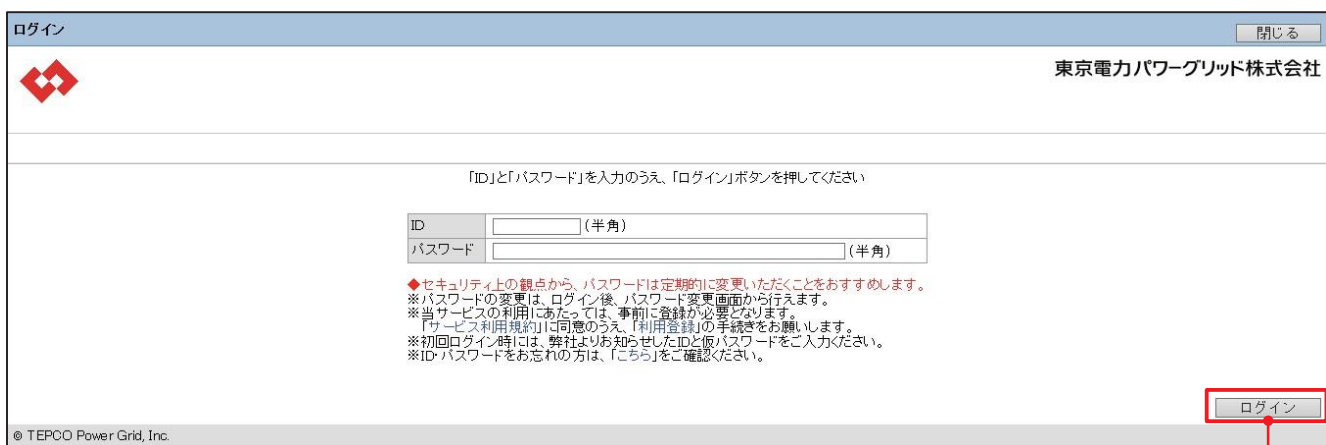 ログイン
閉じる
東京電力パワーグリッド株式会社
「ID」と「パスワード」を入力のうえ、「ログイン」ボタンを押してください
ID (半角)
パスワード (半角)
◆セキュリティ上の観点から、パスワードは定期的に変更いただくことをおすすめします。
※パスワードの変更は、ログイン後、パスワード変更画面から行えます。
※当サービスの利用にあたっては、事前に登録が必要となります。
「サービス利用規約」に同意のうえ、「利用登録」の手続きをお願いします。
※初回ログイン時には、弊社よりお知らせしたIDと仮パスワードをご入力ください。
※ID・パスワードをお忘れの方は、「こちら」をご確認ください。
ログイン
© TEPCO Power Grid, Inc.